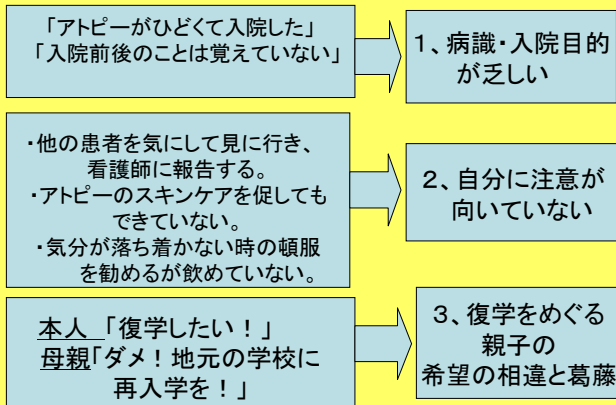 「アトピーがひどくて入院した」
「入院前後のことは覚えていない」
1、病識・入院目的
が乏しい
・他の患者を気にして見に行き、
看護師に報告する。
・アトピーのスキンケアを促しても
できていない。
・気分が落ち着かない時の頓服
を勧めるが飲めていない。
2、自分に注意が
向いていない
本人 「復学したい！」
母親「ダメ！地元の学校に
再入学を！」
3、復学をめぐる
親子の
希望の相違と葛藤